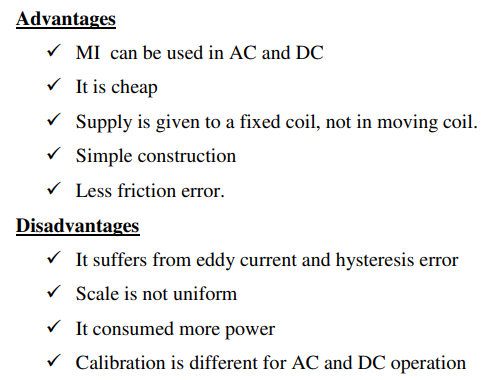 Advantages
✓ MI can be used in AC and DC
✓ It is cheap
✓ Supply is given to a fixed coil, not in moving coil.
✓ Simple construction
✓ Less friction error.
Disadvantages
✓ It suffers from eddy current and hysteresis error
✓ Scale is not uniform
✓ It consumed more power
✓ Calibration is different for AC and DC operation